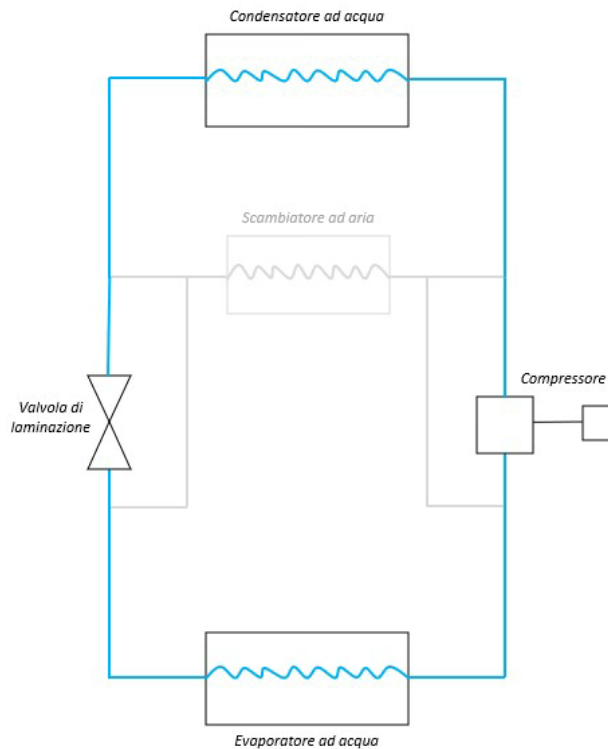 Condensatore ad acqua
Scambiatore ad aria
Compressore
Valvola di
laminazione
Evaporatore ad acqua